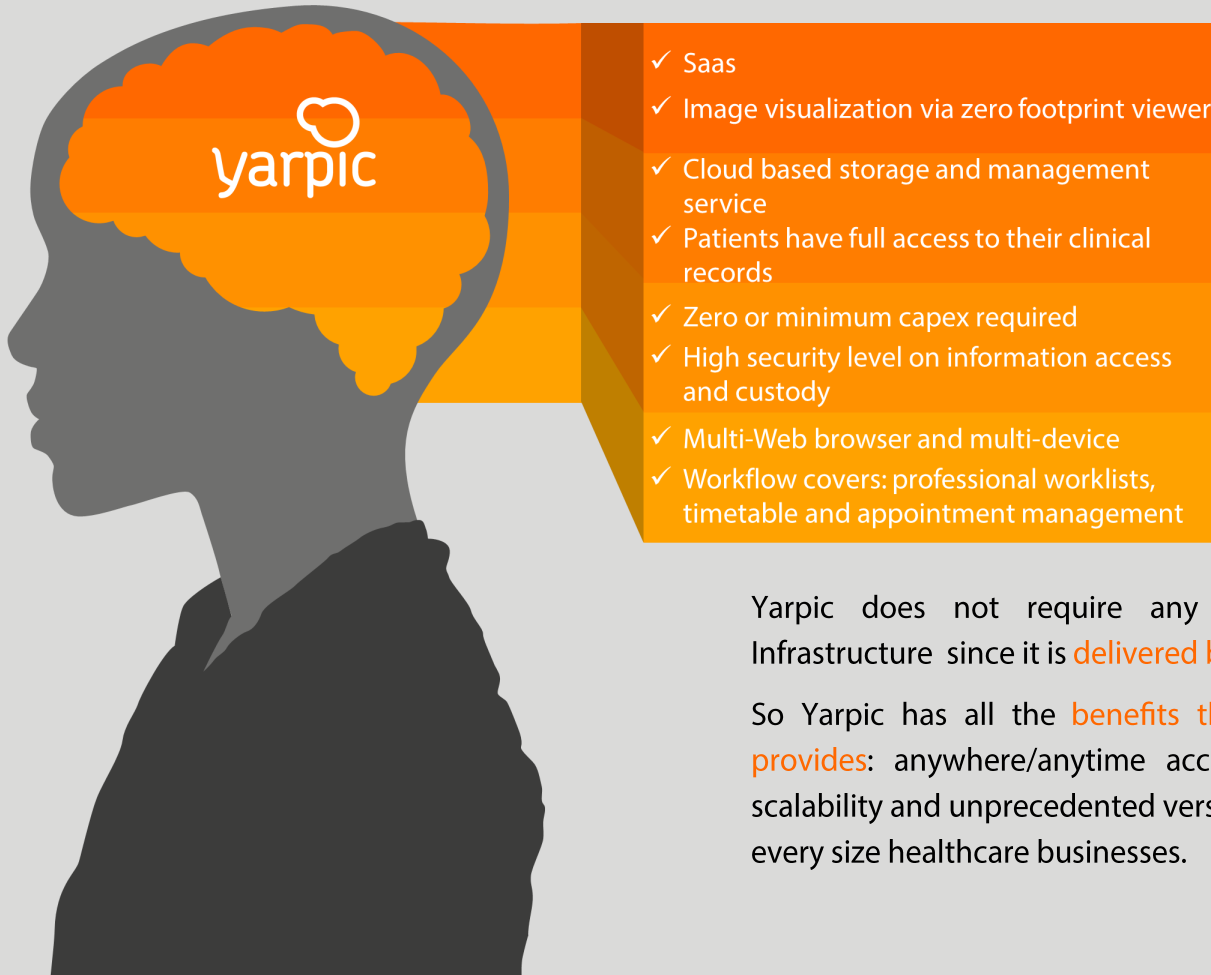 yarpic
✓ Saas
✓ Image visualization via zero footprint viewer
✓ Cloud based storage and management
service
✓ Patients have full access to their clinical
records
✓ Zero or minimum capex required
✓ High security level on information access
and custody
✓ Multi-Web browser and multi-device
✓ Workflow covers: professional worklists,
timetable and appointment management
Yarpic does not require any
Infrastructure since it is delivered
So Yarpic has all the benefits
provides: anywhere/anytime
scalability and unprecedented
every size healthcare businesses.